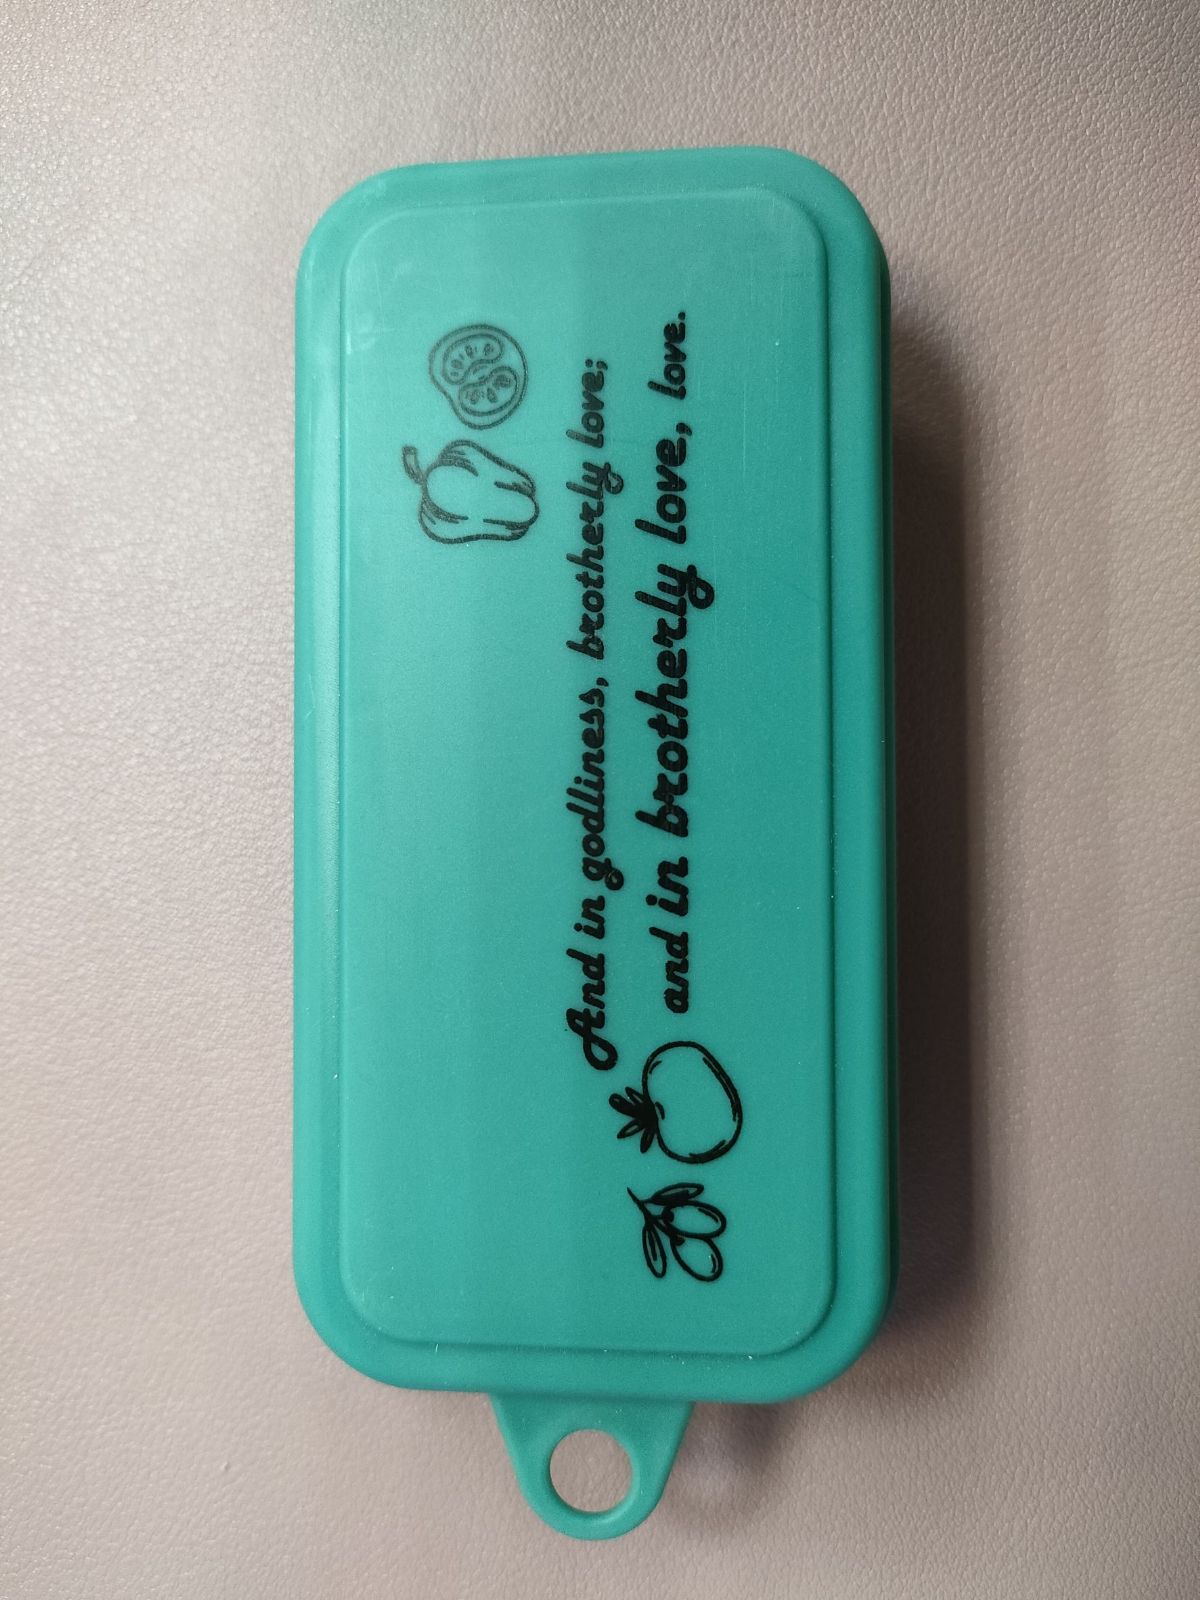 And in godliness, brotherly love;
and in brotherly love, love.